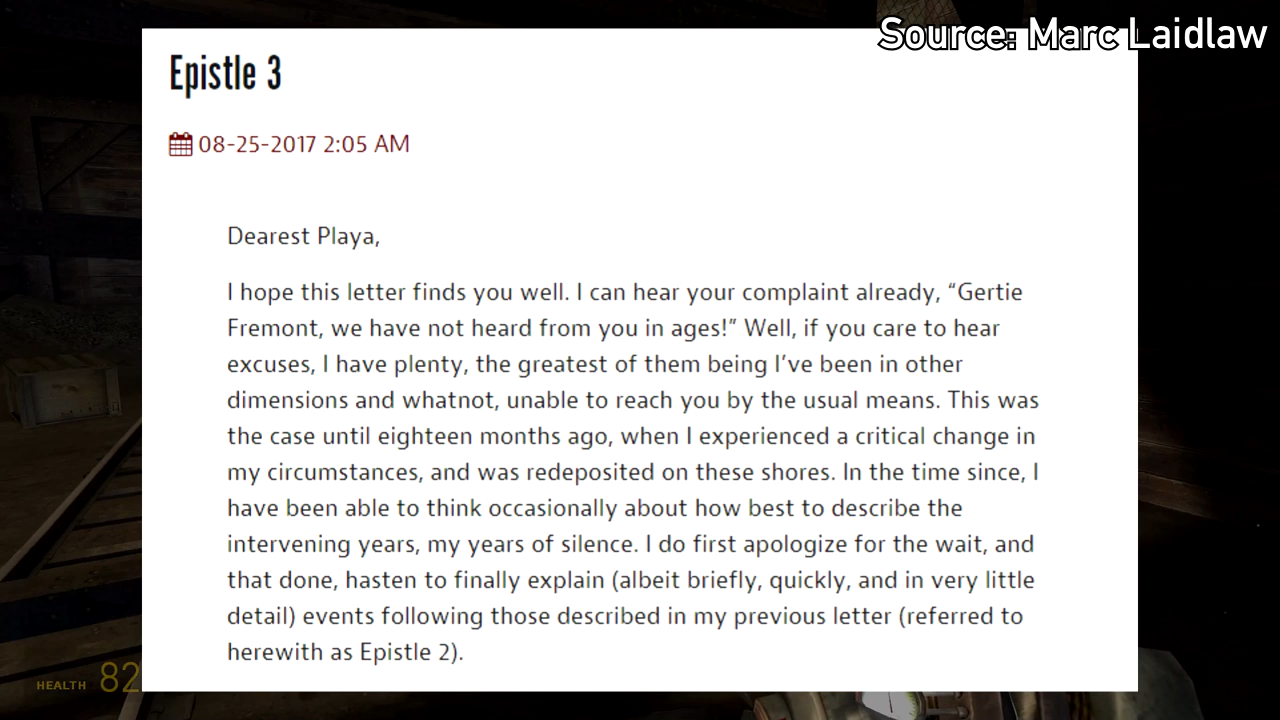 Source: Marc Laidlaw
Epistle 3
08-25-2017 2:05 AM
Dearest Playa,
I hope this letter finds you well. I can hear your complaint already, “Gertie
Fremont, we have not heard from you in ages!” Well, if you care to hear
excuses, I have plenty, the greatest of them being I’ve been in other
dimensions and whatnot, unable to reach you by the usual means. This was
the case until eighteen months ago, when I experienced a critical change in
my circumstances, and was redeposited on these shores. In the time since, I
have been able to think occasionally about how best to describe the
intervening years, my years of silence. I do first apologize for the wait, and
that done, hasten to finally explain (albeit briefly, quickly, and in very little
detail) events following those described in my previous letter (referred to
herewith as Epistle 2).
HEALTH 82